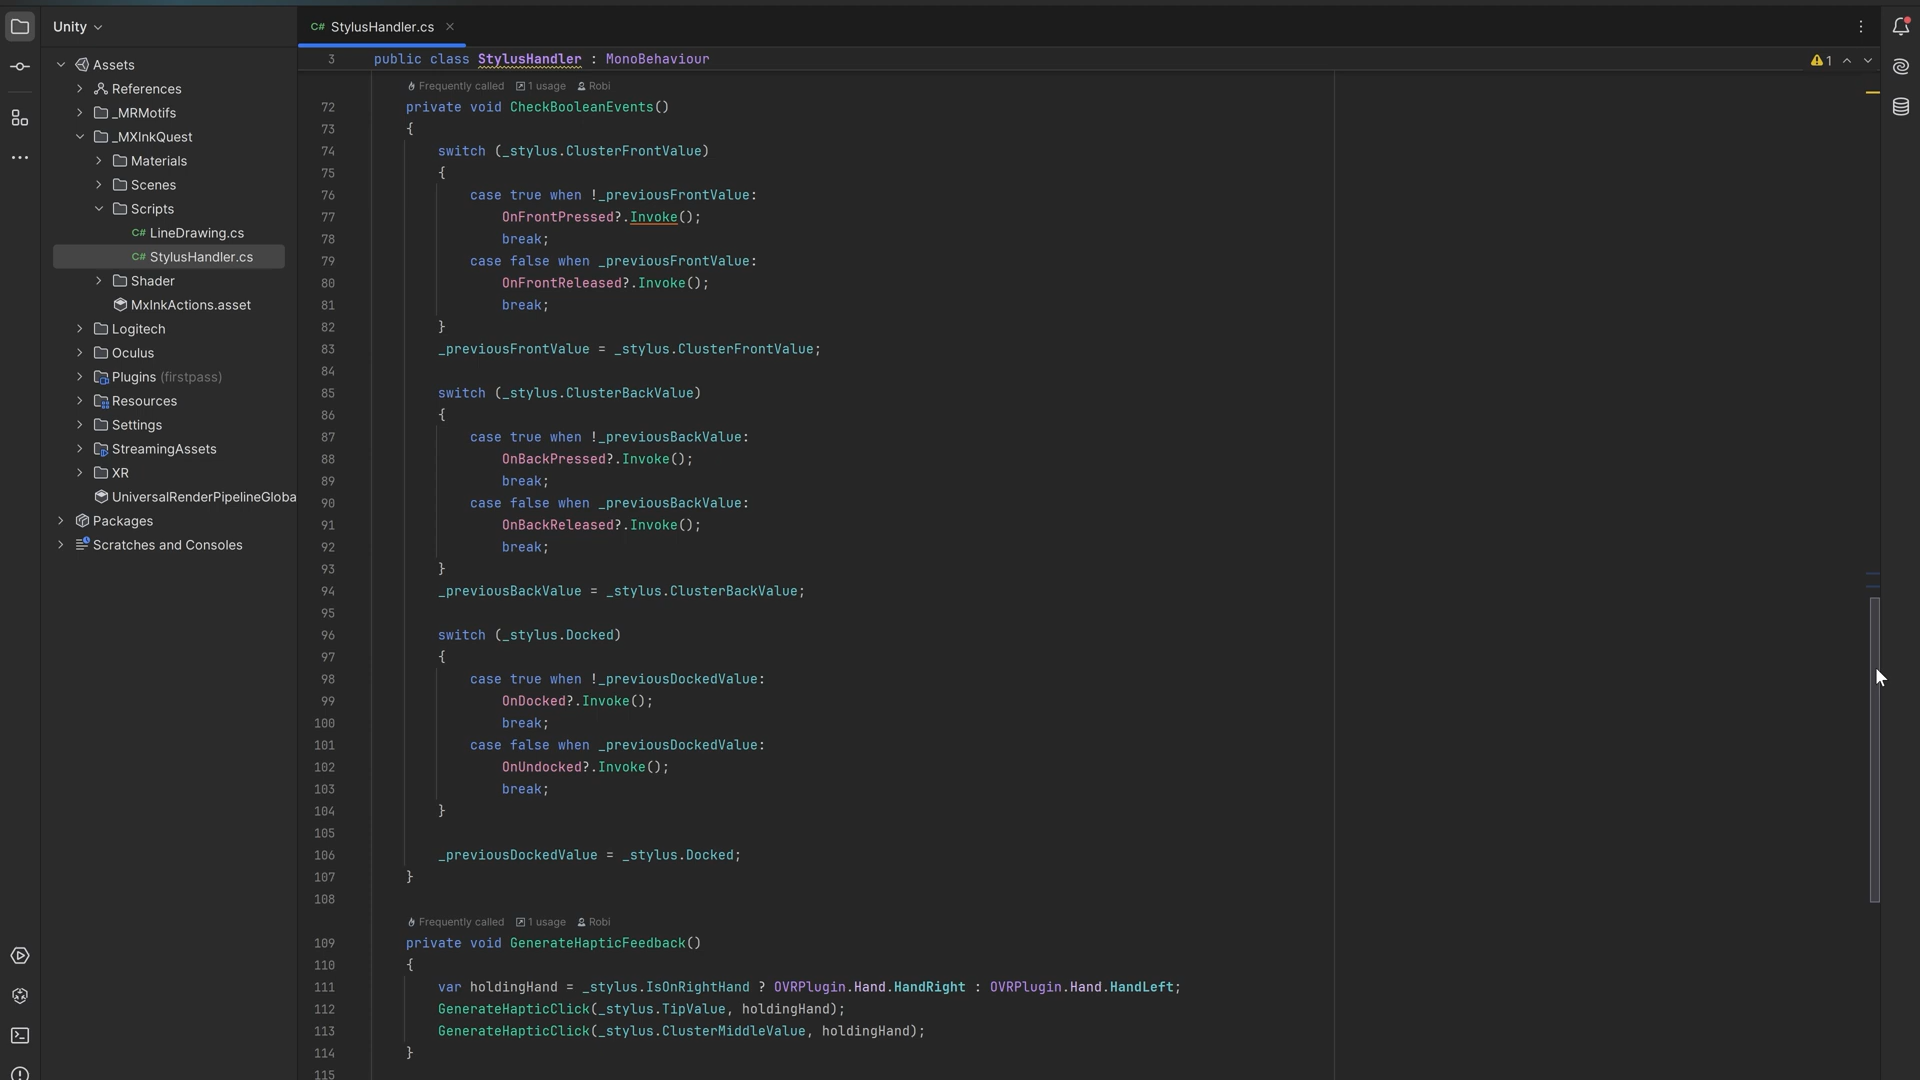 Unity
Assets
References
_MRMotifs
_MXInkQuest
Materials
Scenes
Scripts
C# LineDrawing.cs
C# StylusHandler.cs
Shader
MxInkActions.asset
Logitech
Oculus
Plugins (firstpass)
Resources
Settings
StreamingAssets
XR
UniversalRenderPipelineGloba
Packages
Scratches and Consoles
C# StylusHandler.cs
1
3 public class StylusHandler : MonoBehaviour
Frequently called 1 usage Robi
72 private void CheckBooleanEvents()
73 {
74 switch (_stylus.ClusterFrontValue)
75 {
76 case true when !_previousFrontValue:
77 OnFrontPressed?.Invoke();
78 break;
79 case false when _previousFrontValue:
80 OnFrontReleased?.Invoke();
81 break;
82 }
83 _previousFrontValue = _stylus.ClusterFrontValue;
84
85 switch (_stylus.ClusterBackValue)
86 {
87 case true when !_previousBackValue:
88 OnBackPressed?.Invoke();
89 break;
90 case false when _previousBackValue:
91 OnBackReleased?.Invoke();
92 break;
93 }
94 _previousBackValue = _stylus.ClusterBackValue;
95
96 switch (_stylus.Docked)
97 {
98 case true when !_previousDockedValue:
99 OnDocked?.Invoke();
100 break;
101 case false when _previousDockedValue:
102 OnUndocked?.Invoke();
103 break;
104 }
105
106 _previousDockedValue = _stylus.Docked;
107 }
108
Frequently called 1 usage Robi
109 private void GenerateHapticFeedback()
110 {
111 var holdingHand = _stylus.IsOnRightHand ? OVRPlugin.Hand.HandRight : OVRPlugin.Hand.HandLeft;
112 GenerateHapticClick(_stylus.TipValue, holdingHand);
113 GenerateHapticClick(_stylus.ClusterMiddleValue, holdingHand);
114 }
115